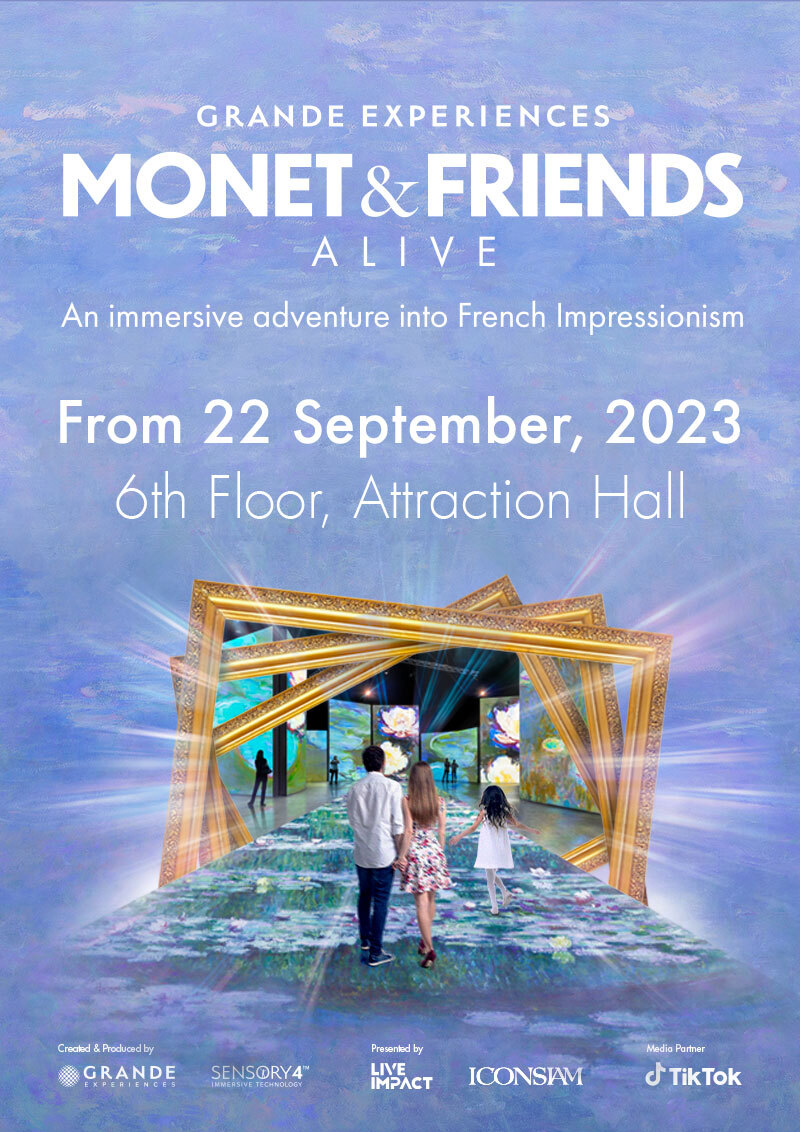 GRANDE EXPERIENCES
MONET & FRIENDS
ALIVE
An immersive adventure into French Impressionism
From 22 September, 2023
6th Floor, Attraction Hall
Created & Produced by
GRANDE
EXPERIENCES
SENSORY4™
IMMERSIVE TECHNOLOGY
Presented by
LIVE
IMPACT
ICONSIAM
Media Partner
TikTok